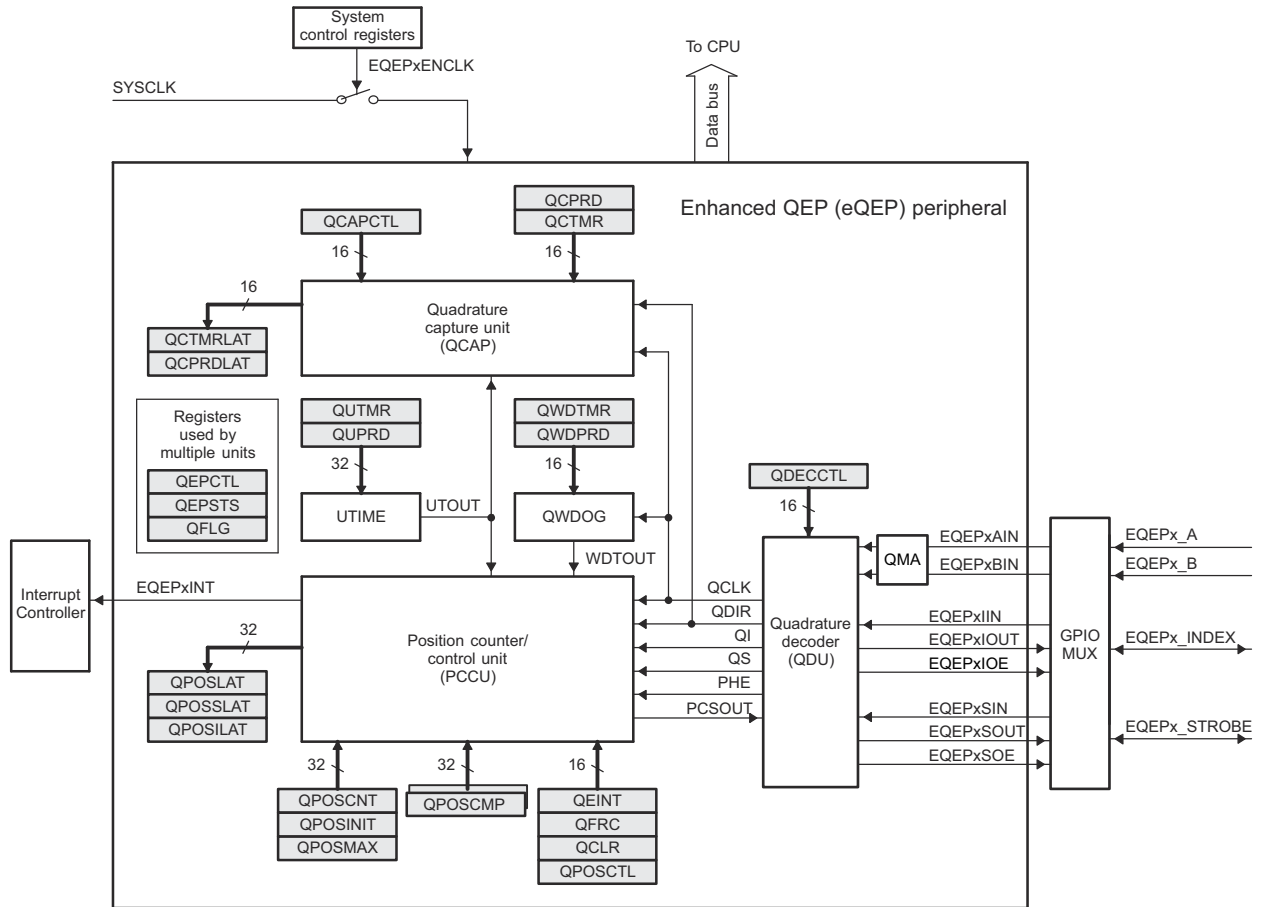 System
control registers
To CPU
EQEPxENCLK
SYSCLK
Data bus
Enhanced QEP (eQEP) peripheral
QCAPCTL
QCPRD
QCTMR
16
16
16
Quadrature
capture unit
(QCAP)
QCTMRLAT
QCPRDLAT
Registers
used by
multiple units
QEPCTL
QEPSTS
QFLG
QUTMR
QUPRD
32
QWDTMR
QWDPRD
16
UTIME
UTOUT
QWDOG
WDTOUT
QDECCTL
16
QMA
EQEPxAIN
EQEPxBIN
EQEPxIIN
EQEPxIOUT
EQEPxIOE
EQEPxSIN
EQEPxSOUT
EQEPxSOE
GPIO
MUX
EQEPx_A
EQEPx_B
EQEPx_INDEX
EQEPx_STROBE
Interrupt
Controller
EQEPxINT
32
QPOSLAT
QPOSSLAT
QPOSILAT
Position counter/
control unit
(PCCU)
QCLK
QDIR
QI
QS
PHE
PCSOUT
Quadrature
decoder
(QDU)
32
32
16
QPOSCNT
QPOSINIT
QPOSMAX
QPOSCMP
QEINT
QFRC
QCLR
QPOSCTL